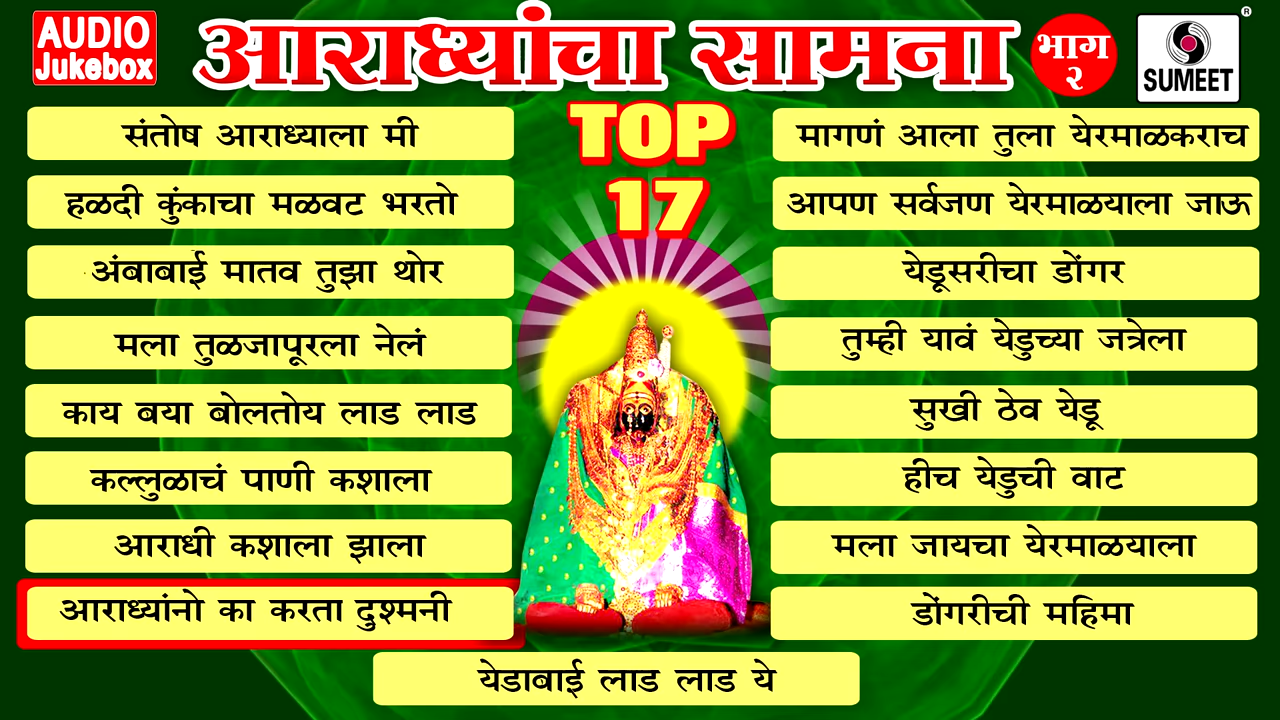 AUDIO
Jukebox
आराध्यांचा सामना
भाग
२
®
SUMEET
TOP
17
संतोष आराध्याला मी
हळदी कुंकाचा मळवट भरतो
अंबाबाई मातव तुझा थोर
मला तुळजापूरला नेलं
काय बया बोलतोय लाड लाड
कल्लुळाचं पाणी कशाला
आराधी कशाला झाला
आराध्यांनो का करता दुश्मनी
मागणं आला तुला येरमाळकराच
आपण सर्वजण येरमाळयाला जाऊ
येडूसरीचा डोंगर
तुम्ही यावं येडुच्या जत्रेला
सुखी ठेव येडू
हीच येडुची वाट
मला जायचा येरमाळयाला
डोंगरीची महिमा
येडाबाई लाड लाड ये